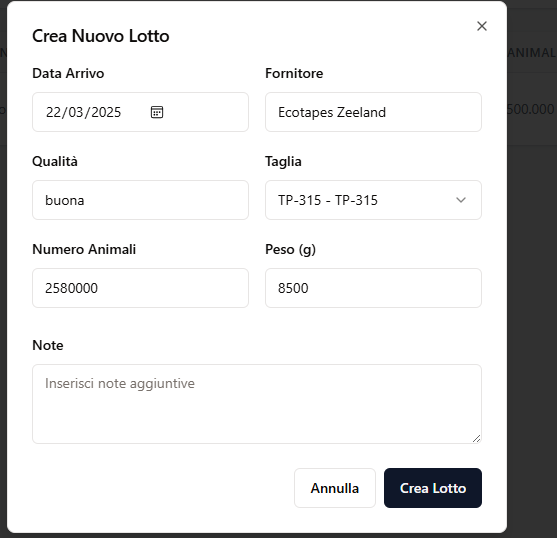 Crea Nuovo Lotto
Data Arrivo
Fornitore
22/03/2025
Ecotapes Zeeland
Qualità
Taglia
buona
TP-315 - TP-315
Numero Animali
Peso (g)
2580000
8500
Note
Inserisci note aggiuntive
Annulla
Crea Lotto
ANIMAL
500.000